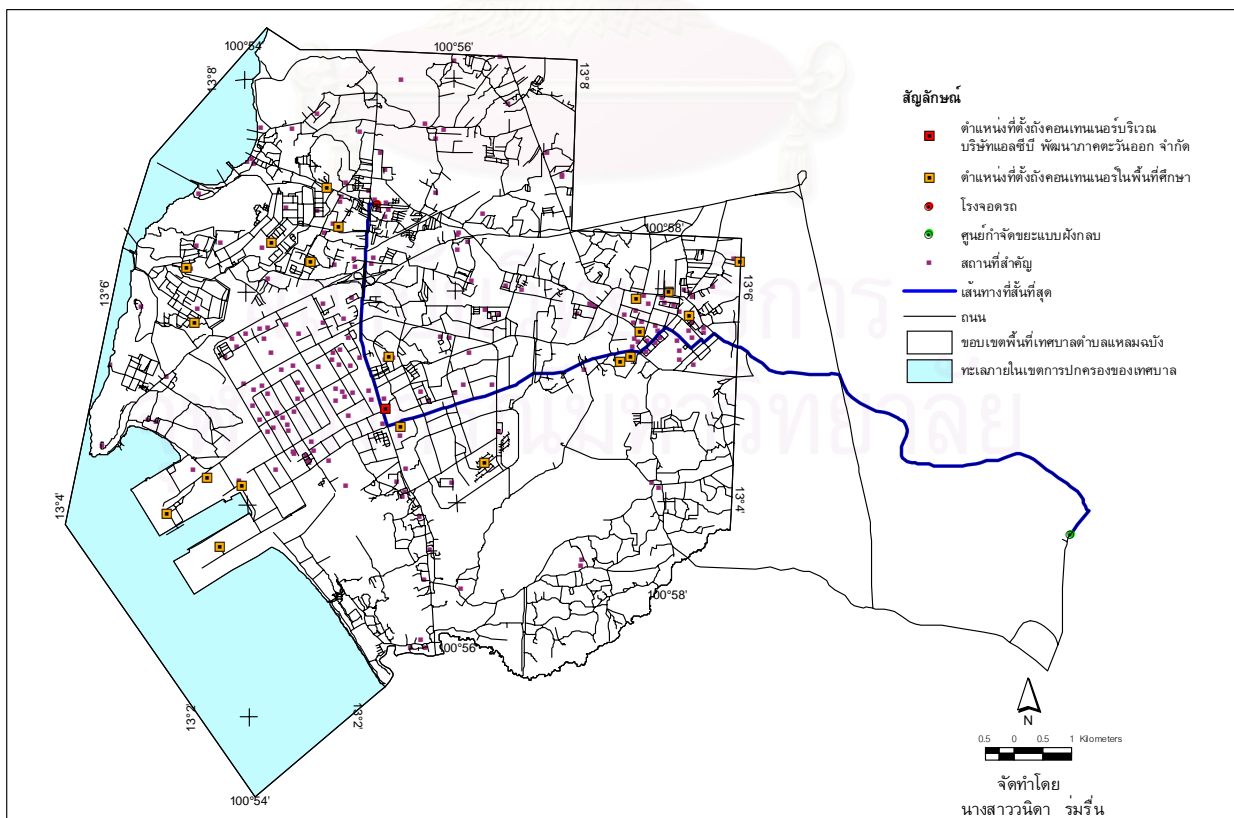 100°54'
100°56'
13°8'
13°8'
สัญลักษณ์
ตำแหน่งที่ตั้งถังคอนเทนเนอร์บริเวณ
บริษัทแอลซีบี พัฒนาภาคตะวันออก จำกัด
ตำแหน่งที่ตั้งถังคอนเทนเนอร์ในพื้นที่ศึกษา
โรงจอดรถ
ศูนย์กำจัดขยะแบบฝังกลบ
สถานที่สำคัญ
เส้นทางที่สั้นที่สุด
ถนน
ขอบเขตพื้นที่เทศบาลตำบลแหลมฉบัง
ทะเลภายในเขตการปกครองของเทศบาล
100°58'
13°6'
13°6'
13°4'
13°4'
100°58'
100°56'
13°2'
13°2'
100°54'
N
0.5 0 0.5 1 Kilometers
จัดทำโดย
นางสาววนิดา ร่มรื่น